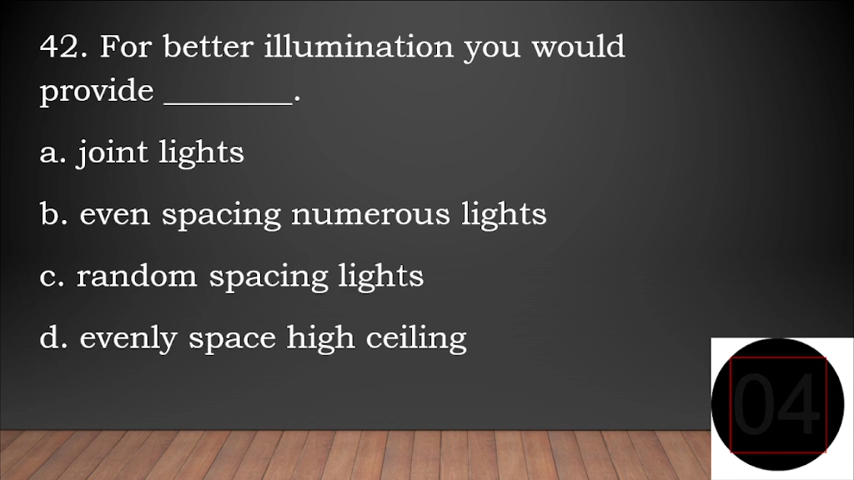 42. For better illumination you would
provide ________.
a. joint lights
b. even spacing numerous lights
c. random spacing lights
d. evenly space high ceiling
04